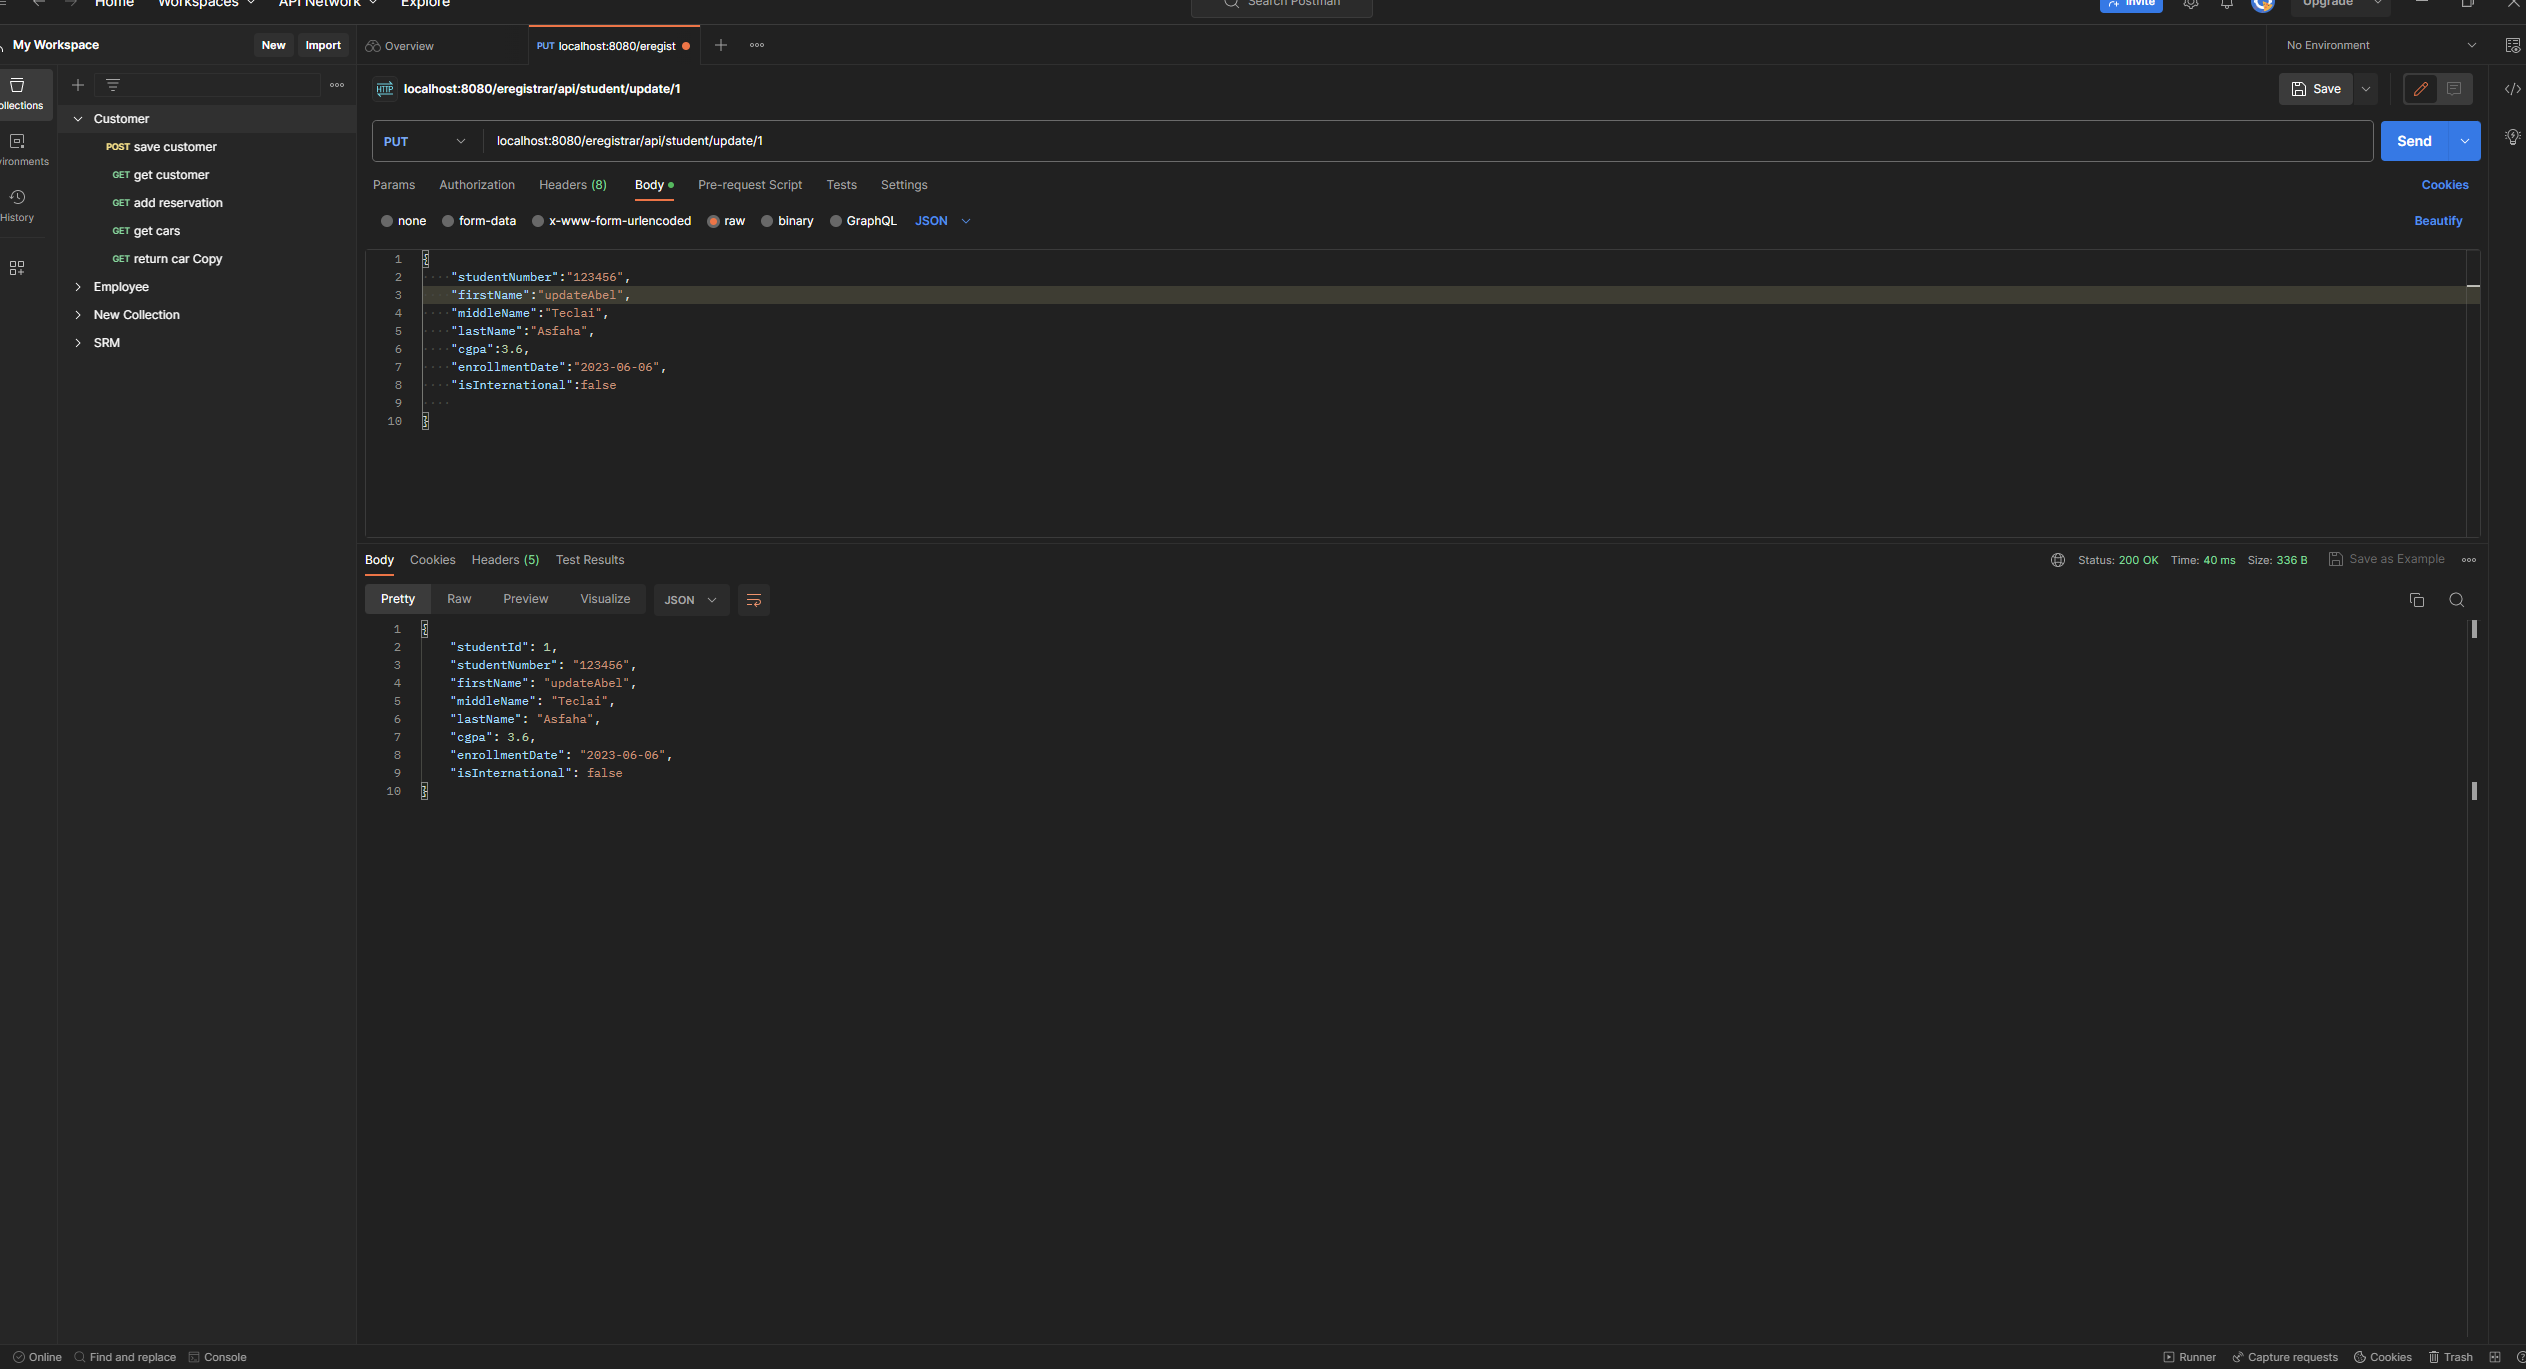 Home Workspaces API Network Explore Search Postman Invite Upgrade
My Workspace New Import Overview PUT localhost:8080/eregist No Environment
HTTP localhost:8080/eregistrar/api/student/update/1 Save
Customer
POST save customer
GET get customer
GET add reservation
GET get cars
GET return car Copy
Employee
New Collection
SRM
History
PUT localhost:8080/eregistrar/api/student/update/1 Send
Params Authorization Headers (8) Body Pre-request Script Tests Settings Cookies
none form-data x-www-form-urlencoded raw binary GraphQL JSON Beautify
1 {
2 "studentNumber":"123456",
3 "firstName":"updateAbel",
4 "middleName":"Teclai",
5 "lastName":"Asfaha",
6 "cgpa":3.6,
7 "enrollmentDate":"2023-06-06",
8 "isInternational":false
9
10 }
Body Cookies Headers (5) Test Results Status: 200 OK Time: 40 ms Size: 336 B Save as Example
Pretty Raw Preview Visualize JSON
1 {
2 "studentId": 1,
3 "studentNumber": "123456",
4 "firstName": "updateAbel",
5 "middleName": "Teclai",
6 "lastName": "Asfaha",
7 "cgpa": 3.6,
8 "enrollmentDate": "2023-06-06",
9 "isInternational": false
10 }
Online Find and replace Console Runner Capture requests Cookies Trash